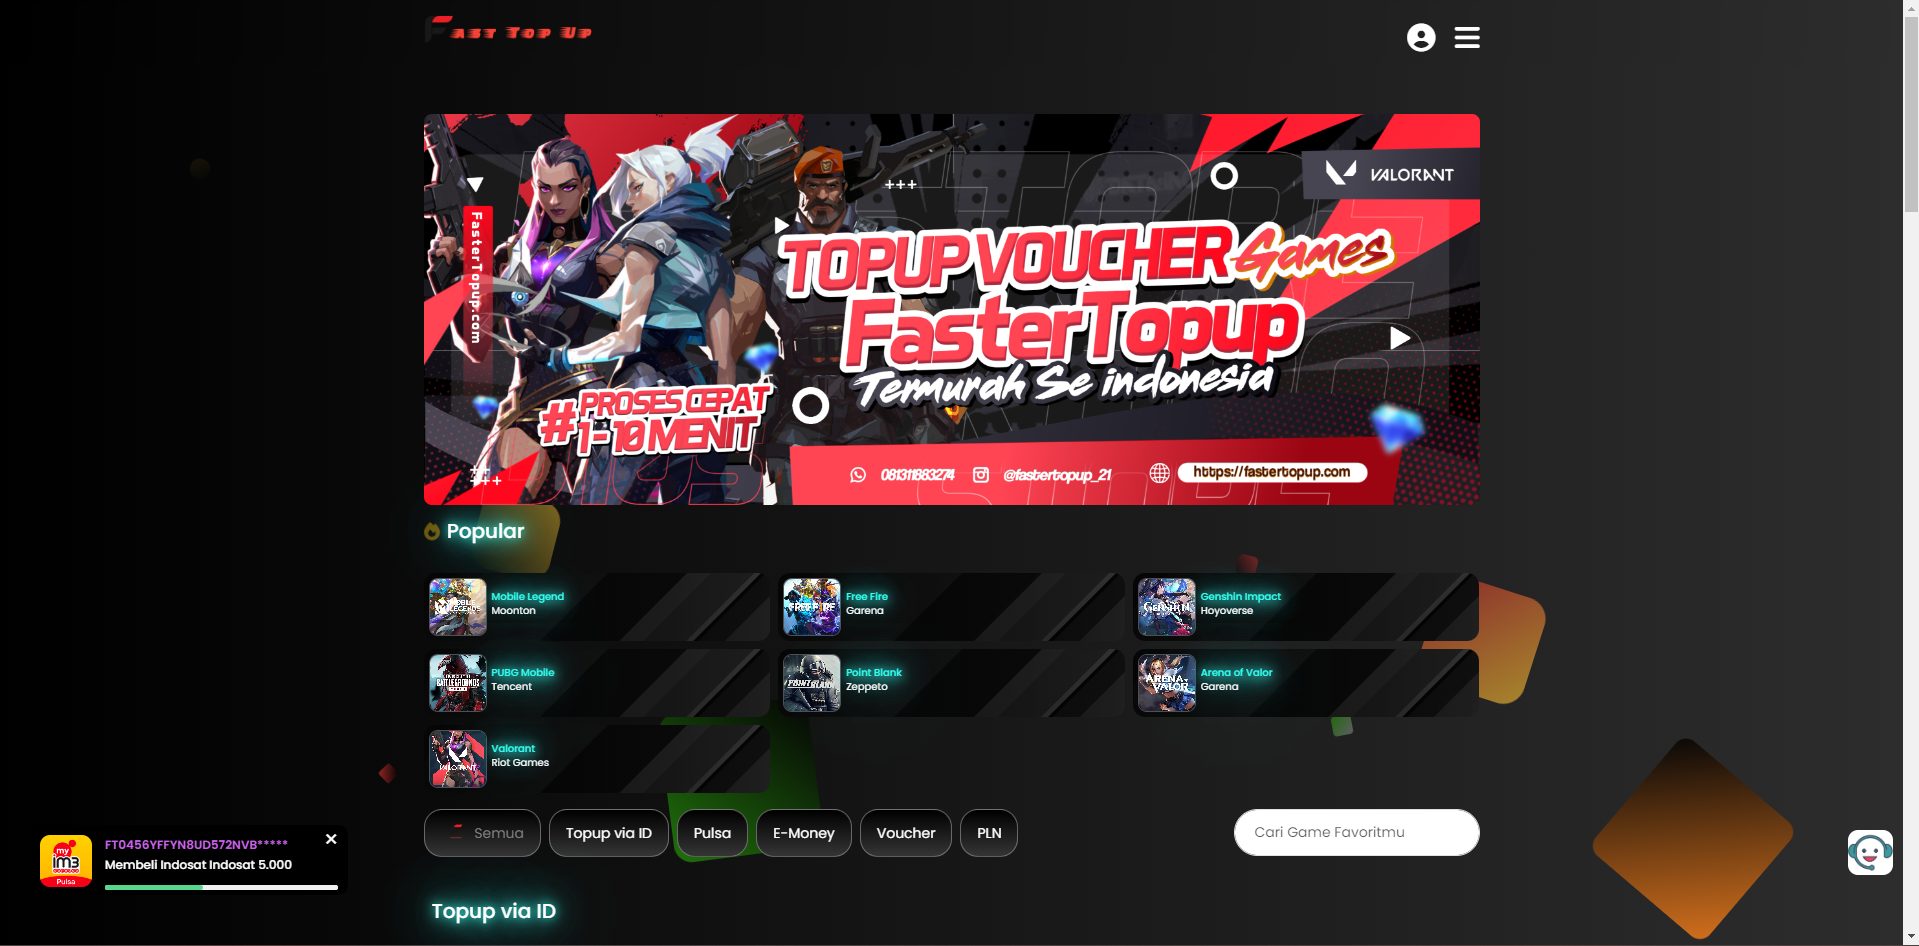 Fast Top Up
VALORANT
FasterTopup.com
TOPUP VOUCHER Games
FasterTopup
Termurah Se indonesia
# PROSES CEPAT
1 - 10 MENIT
081311883274 @fastertopup_21 https://fastertopup.com
Popular
Mobile Legend
Moonton
Free Fire
Garena
Genshin Impact
Hoyoverse
PUBG Mobile
Tencent
Point Blank
Zeppeto
Arena of Valor
Garena
Valorant
Riot Games
Semua Topup via ID Pulsa E-Money Voucher PLN Cari Game Favoritmu
my
im3
Pulsa
FT0456YFFYN8UD572NVB*****
Membeli Indosat Indosat 5.000
Topup via ID